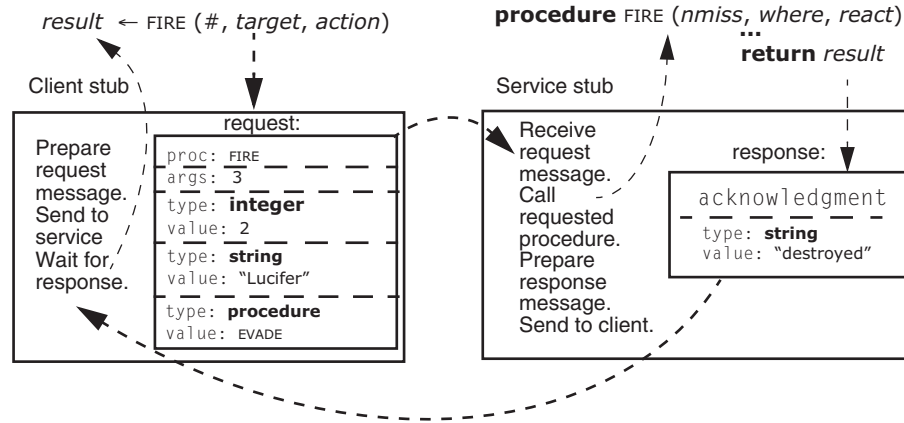 result ← FIRE (#, target, action)
procedure FIRE (nmiss, where, react)
...
return result
Client stub
Service stub
request:
Prepare
request
message.
Send to
service
Wait for
response.
proc: FIRE
args: 3
type: integer
value: 2
type: string
value: “Lucifer”
type: procedure
value: EVADE
Receive
request
message.
Call
requested
procedure.
Prepare
response
message.
Send to client.
response:
acknowledgment
type: string
value: “destroyed”